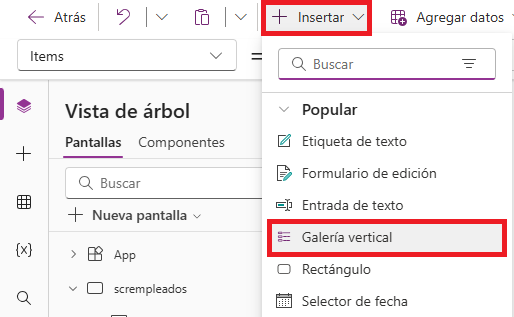 Atrás
Insertar
Agregar datos
Items
=
Buscar
Vista de árbol
Pantallas
Componentes
Buscar
Nueva pantalla
App
scrempleados
Popular
Etiqueta de texto
Formulario de edición
Entrada de texto
Galería vertical
Rectángulo
Selector de fecha
{x}